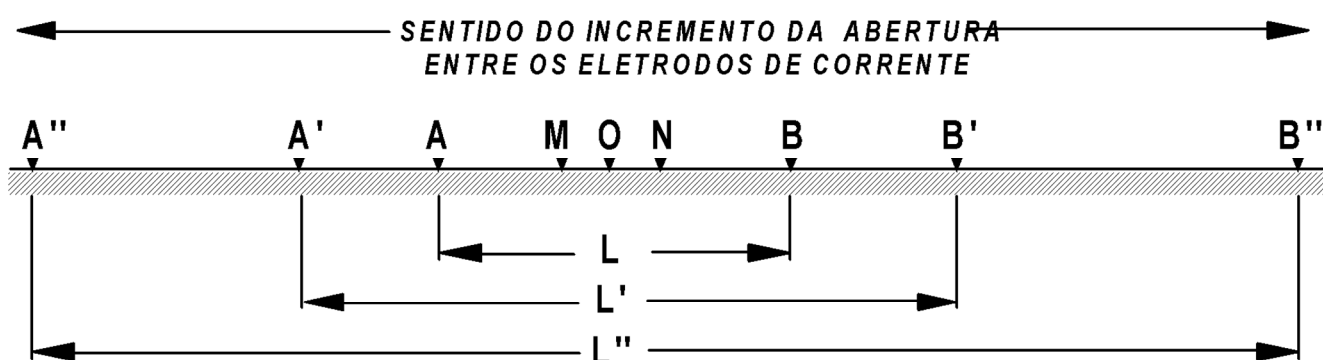 SENTIDO DO INCREMENTO DA ABERTURA
ENTRE OS ELETRODOS DE CORRENTE
A" A' A M O N B B' B"
L
L'
L"